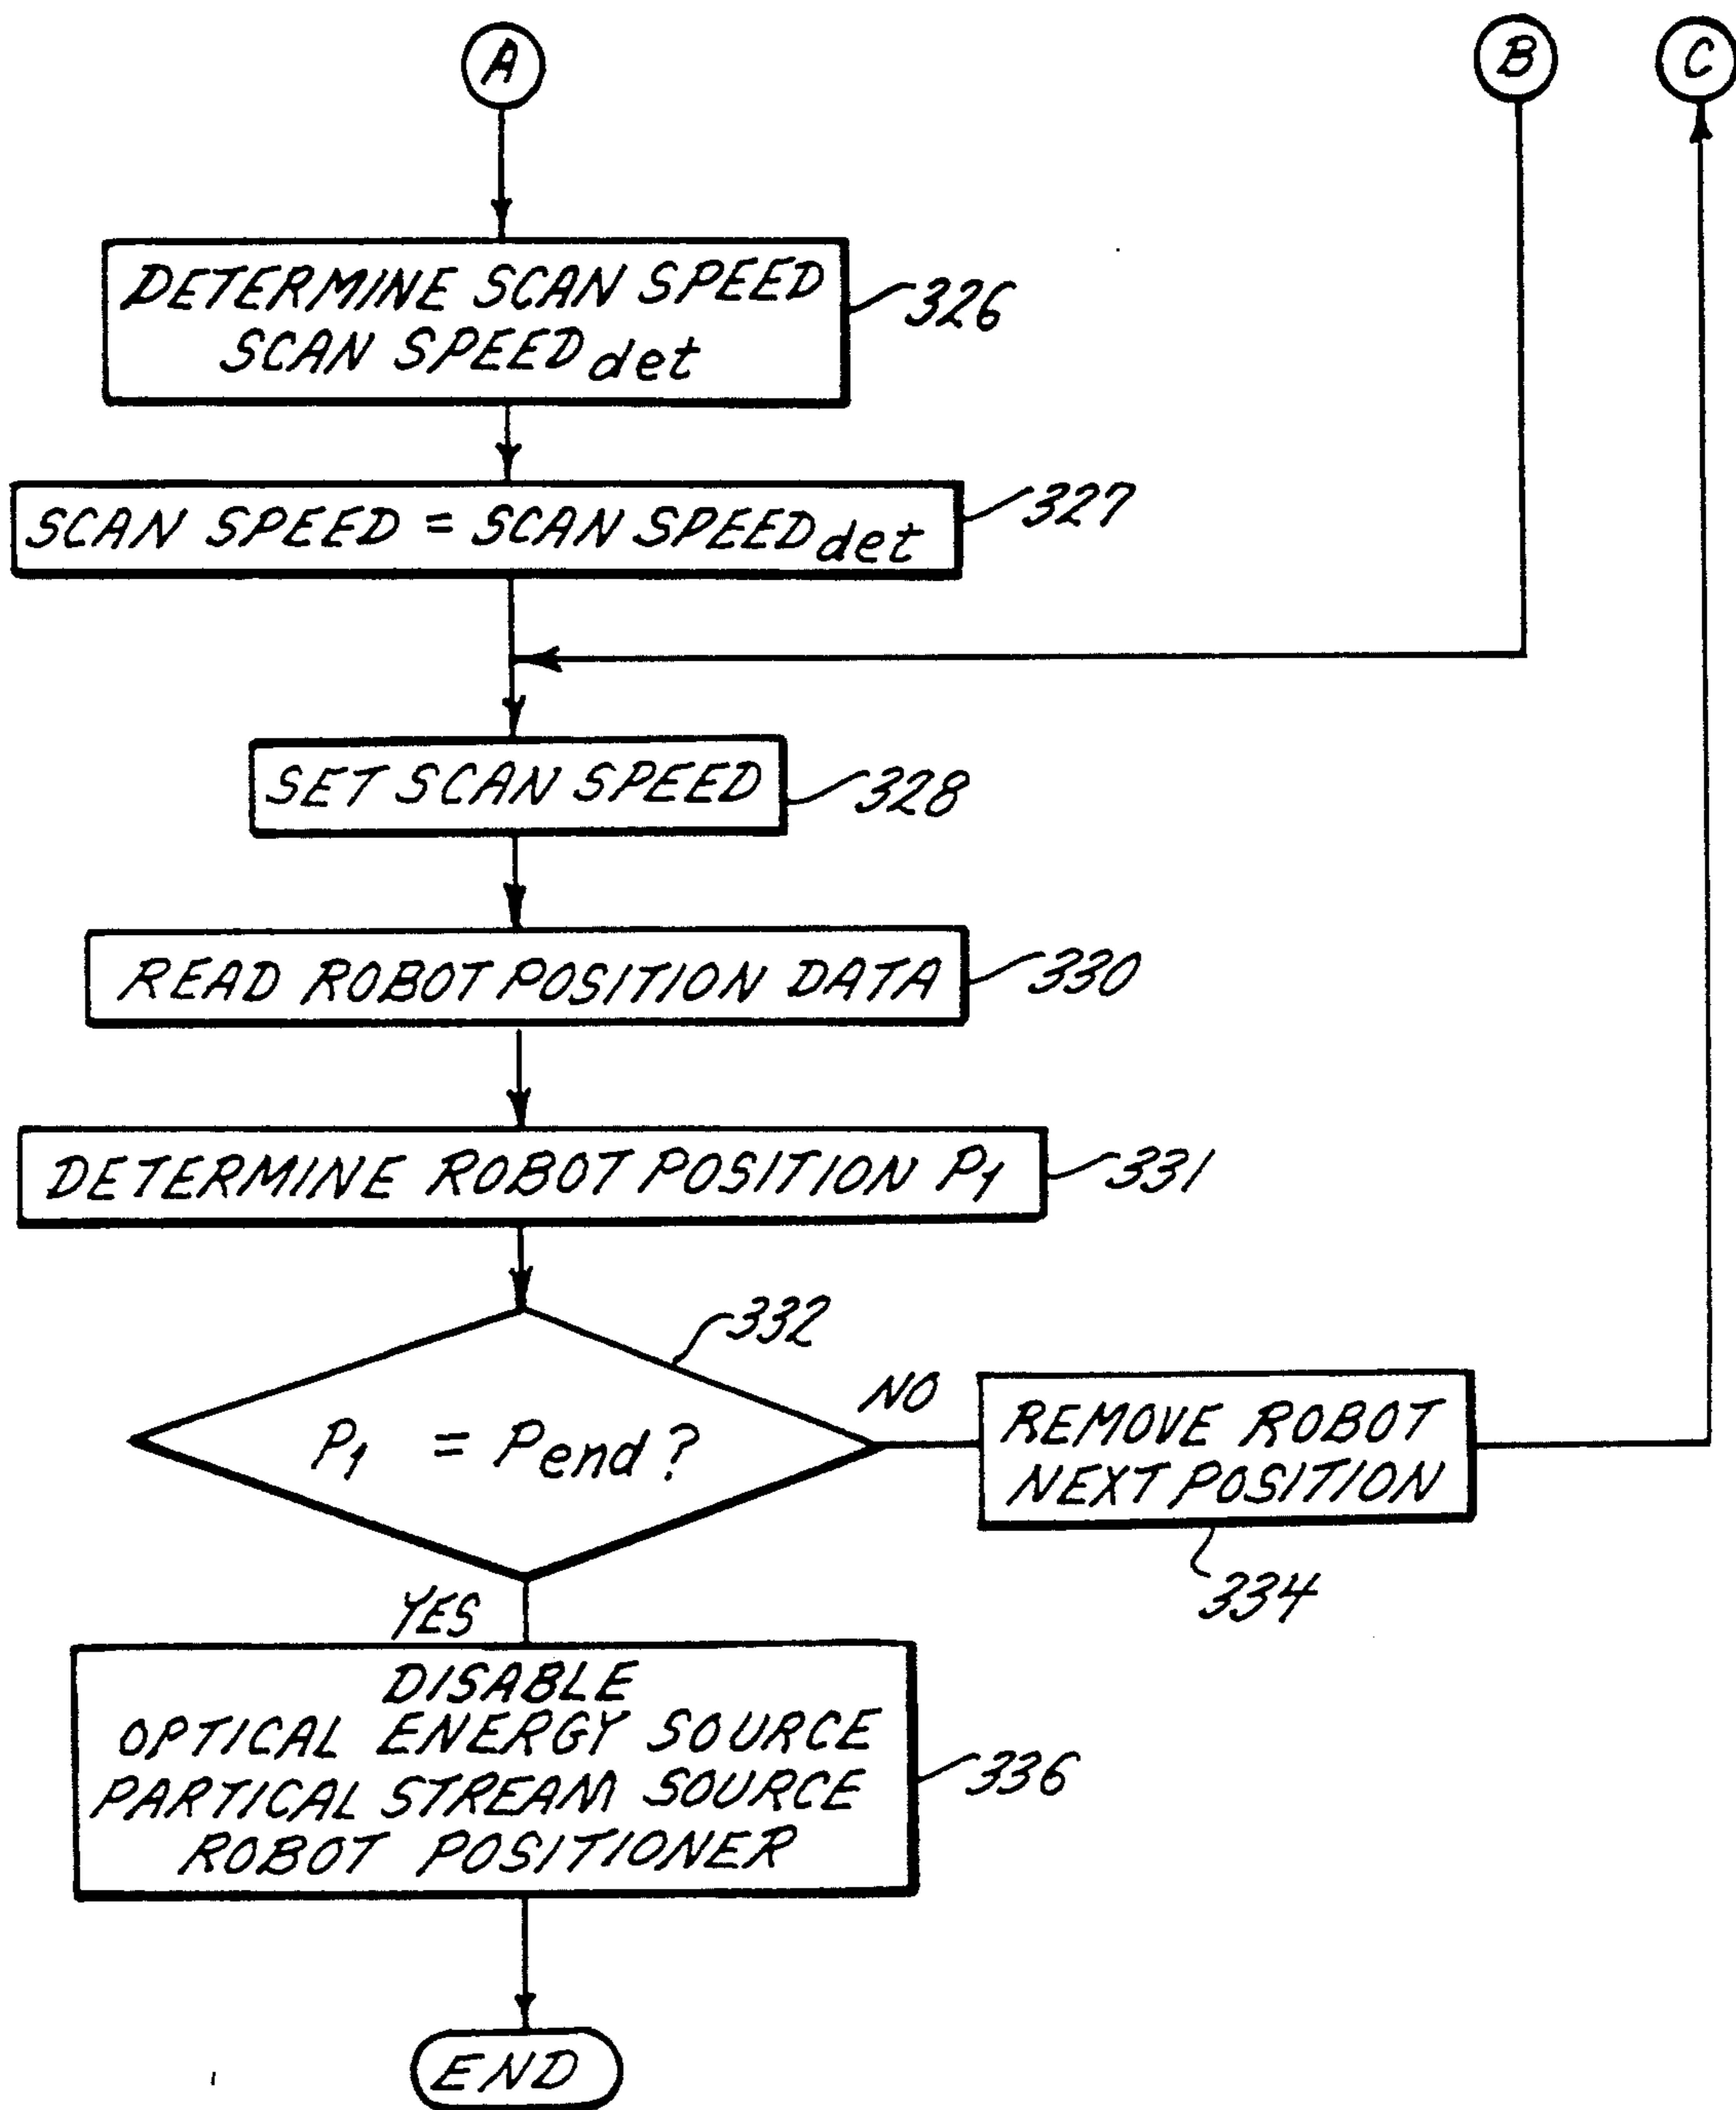 A
B
C
DETERMINE SCAN SPEED
SCAN SPEED det
326
SCAN SPEED = SCAN SPEED det
327
SET SCAN SPEED
328
READ ROBOT POSITION DATA
330
DETERMINE ROBOT POSITION P1
331
332
P1 = Pend?
NO
REMOVE ROBOT
NEXT POSITION
334
YES
DISABLE
OPTICAL ENERGY SOURCE
PARTICAL STREAM SOURCE
ROBOT POSITIONER
336
END